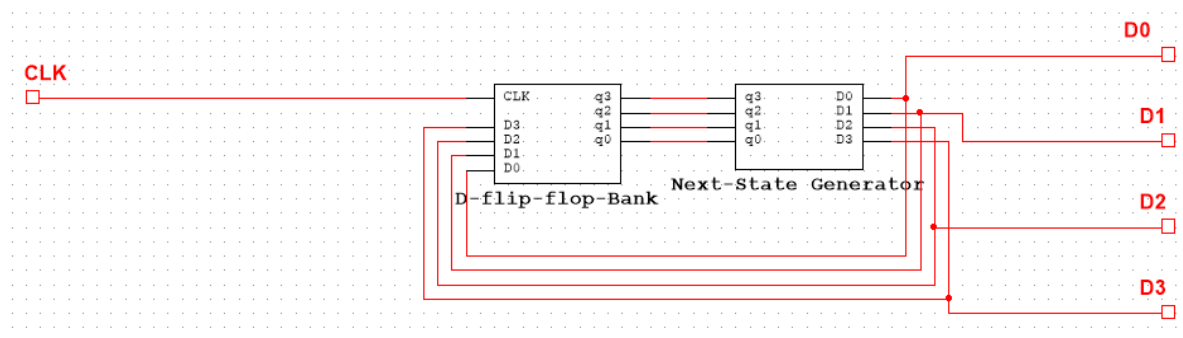 D0
CLK
CLK q3
q2
D3 q1
D2 q0
D1
D0
D-flip-flop-Bank
q3 D0
q2 D1
q1 D2
q0 D3
Next-State Generator
D1
D2
D3